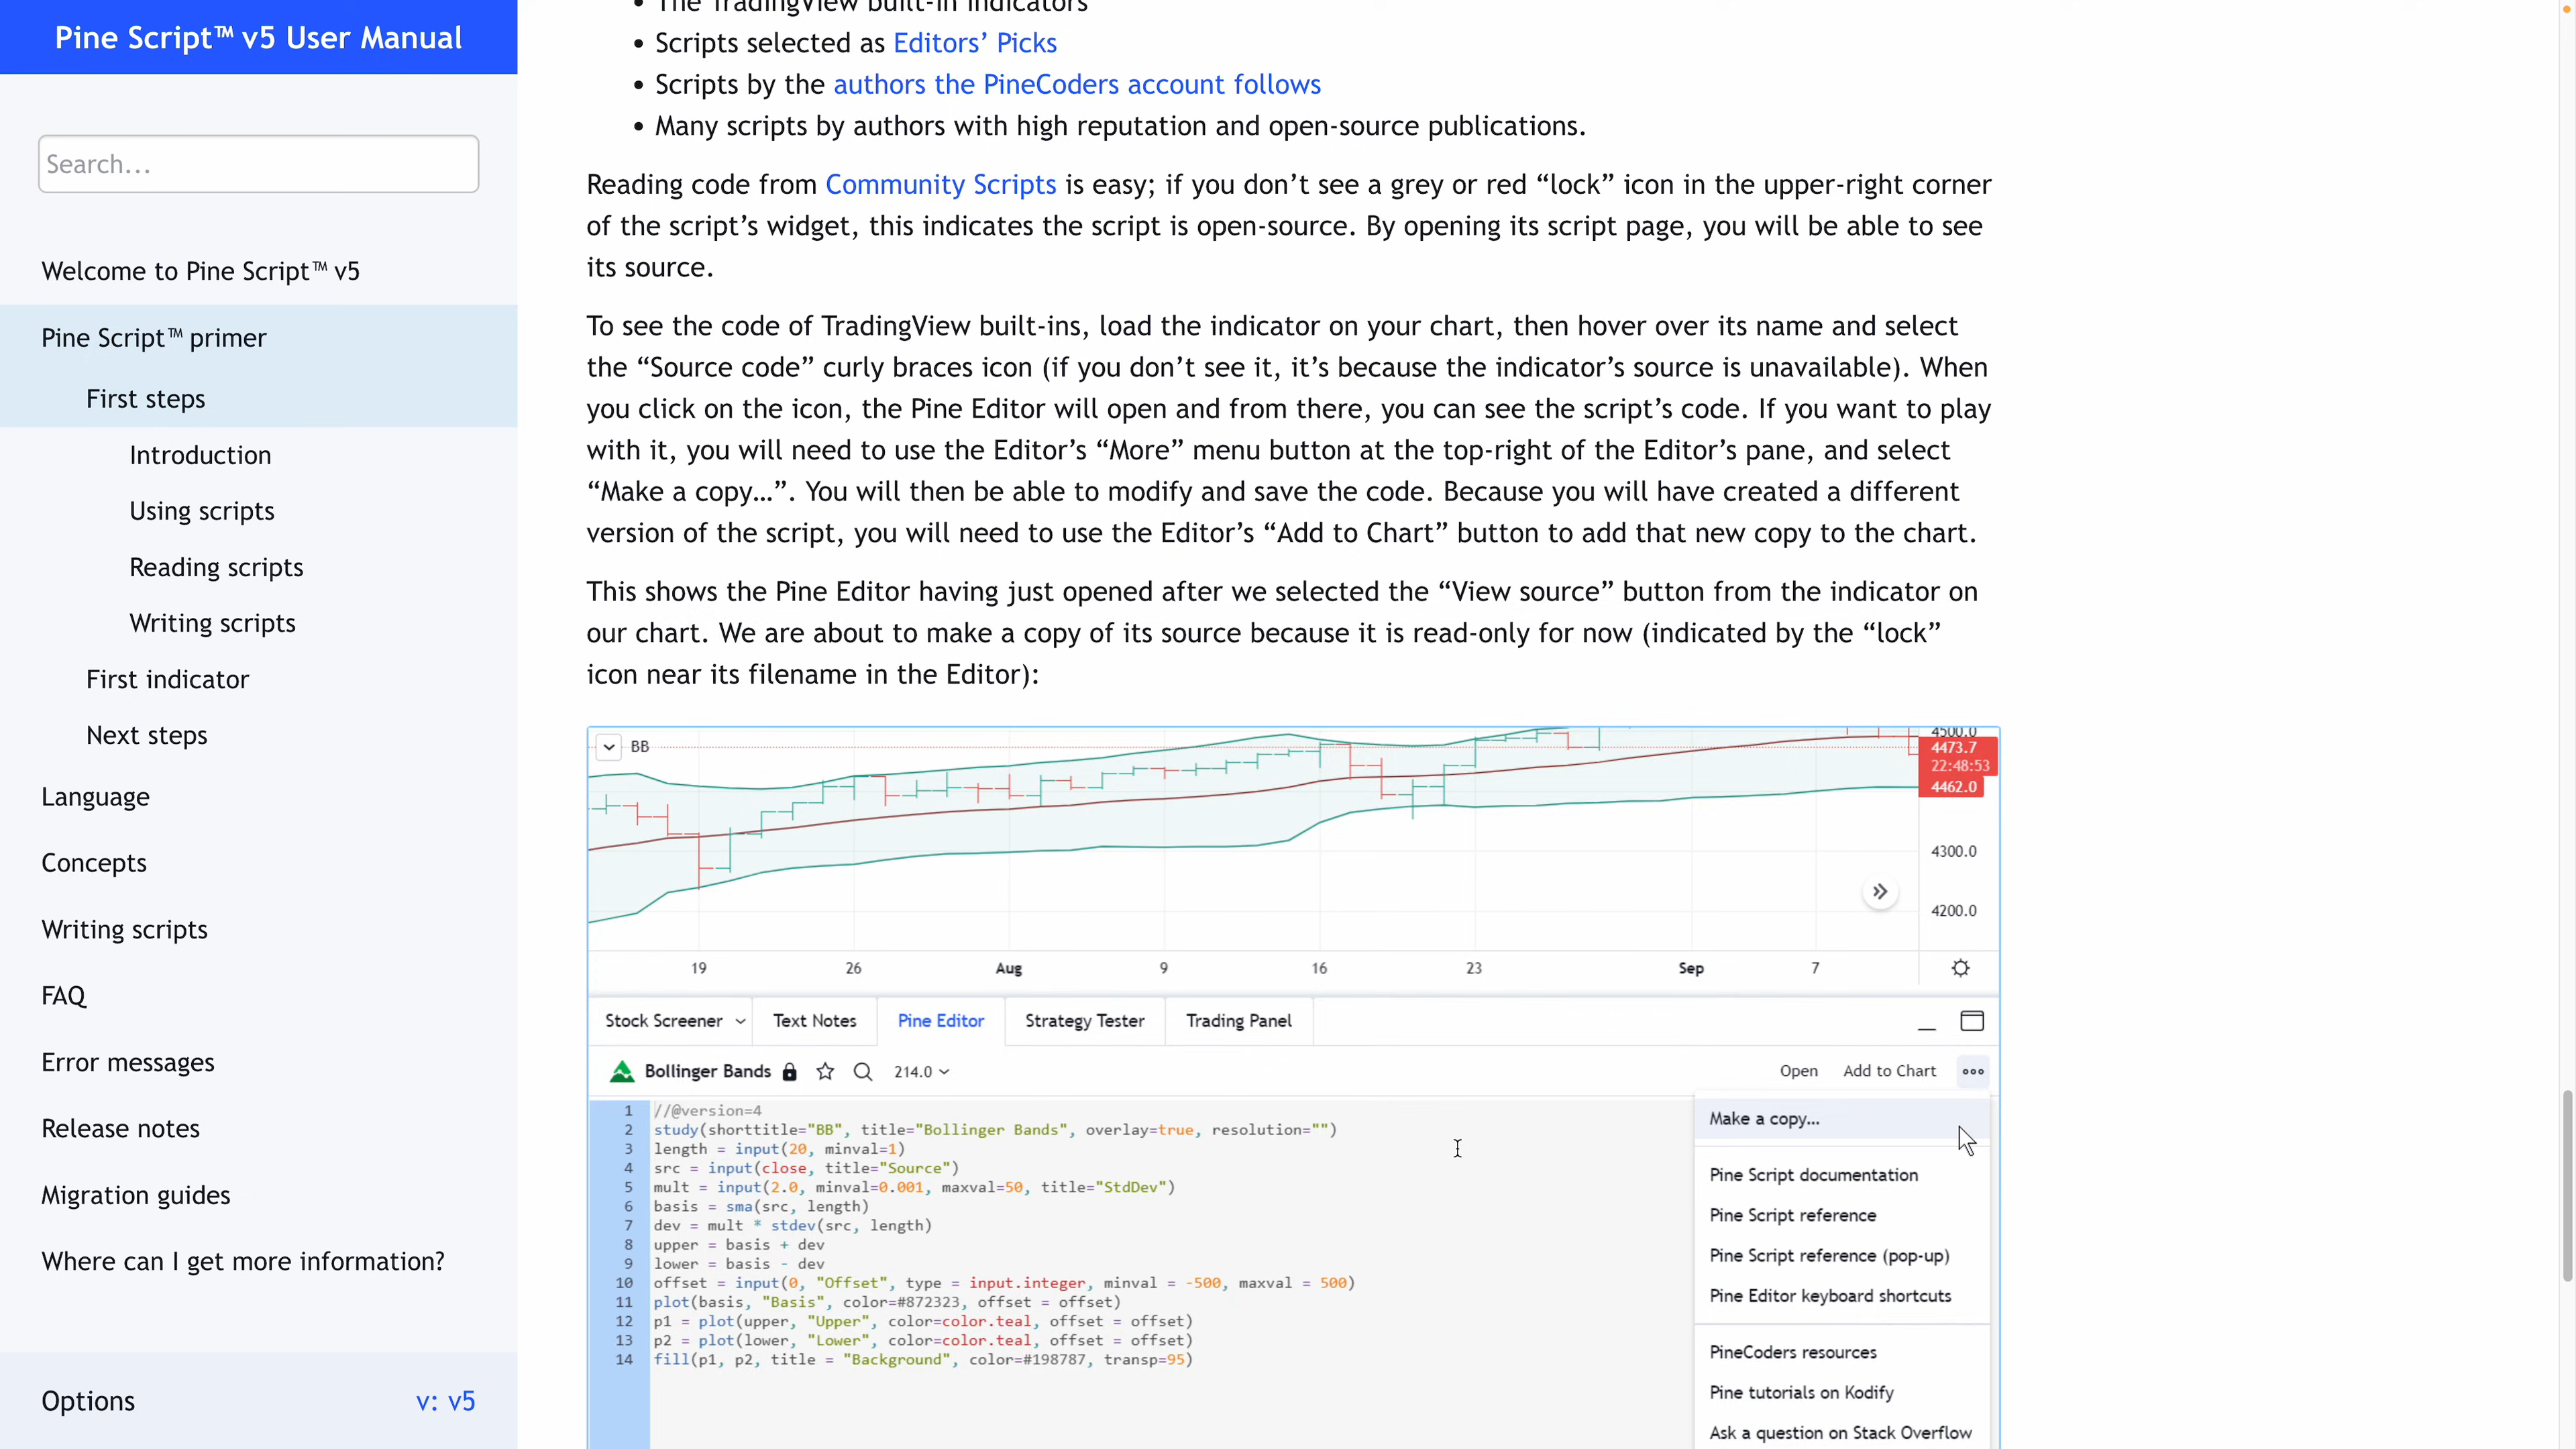 Pine Script™ v5 User Manual
Search...
Welcome to Pine Script™ v5
Pine Script™ primer
First steps
Introduction
Using scripts
Reading scripts
Writing scripts
First indicator
Next steps
Language
Concepts
Writing scripts
FAQ
Error messages
Release notes
Migration guides
Where can I get more information?
Options
v: v5
• The TradingView built-in indicators
• Scripts selected as Editors’ Picks
• Scripts by the authors the PineCoders account follows
• Many scripts by authors with high reputation and open-source publications.
Reading code from Community Scripts is easy; if you don’t see a grey or red “lock” icon in the upper-right corner
of the script’s widget, this indicates the script is open-source. By opening its script page, you will be able to see
its source.
To see the code of TradingView built-ins, load the indicator on your chart, then hover over its name and select
the “Source code” curly braces icon (if you don’t see it, it’s because the indicator’s source is unavailable). When
you click on the icon, the Pine Editor will open and from there, you can see the script’s code. If you want to play
with it, you will need to use the Editor’s “More” menu button at the top-right of the Editor’s pane, and select
“Make a copy…”. You will then be able to modify and save the code. Because you will have created a different
version of the script, you will need to use the Editor’s “Add to Chart” button to add that new copy to the chart.
This shows the Pine Editor having just opened after we selected the “View source” button from the indicator on
our chart. We are about to make a copy of its source because it is read-only for now (indicated by the “lock”
icon near its filename in the Editor):
BB
4500.0
4473.7
22:48:53
4462.0
4300.0
4200.0
19 26 Aug 9 16 23 Sep 7
Stock Screener Text Notes Pine Editor Strategy Tester Trading Panel
Bollinger Bands 214.0 Open Add to Chart
1 //@version=4
2 study(shorttitle="BB", title="Bollinger Bands", overlay=true, resolution="")
3 length = input(20, minval=1)
4 src = input(close, title="Source")
5 mult = input(2.0, minval=0.001, maxval=50, title="StdDev")
6 basis = sma(src, length)
7 dev = mult * stdev(src, length)
8 upper = basis + dev
9 lower = basis - dev
10 offset = input(0, "Offset", type = input.integer, minval = -500, maxval = 500)
11 plot(basis, "Basis", color=#872323, offset = offset)
12 p1 = plot(upper, "Upper", color=color.teal, offset = offset)
13 p2 = plot(lower, "Lower", color=color.teal, offset = offset)
14 fill(p1, p2, title = "Background", color=#198787, transp=95)
Make a copy...
Pine Script documentation
Pine Script reference
Pine Script reference (pop-up)
Pine Editor keyboard shortcuts
PineCoders resources
Pine tutorials on Kodify
Ask a question on Stack Overflow